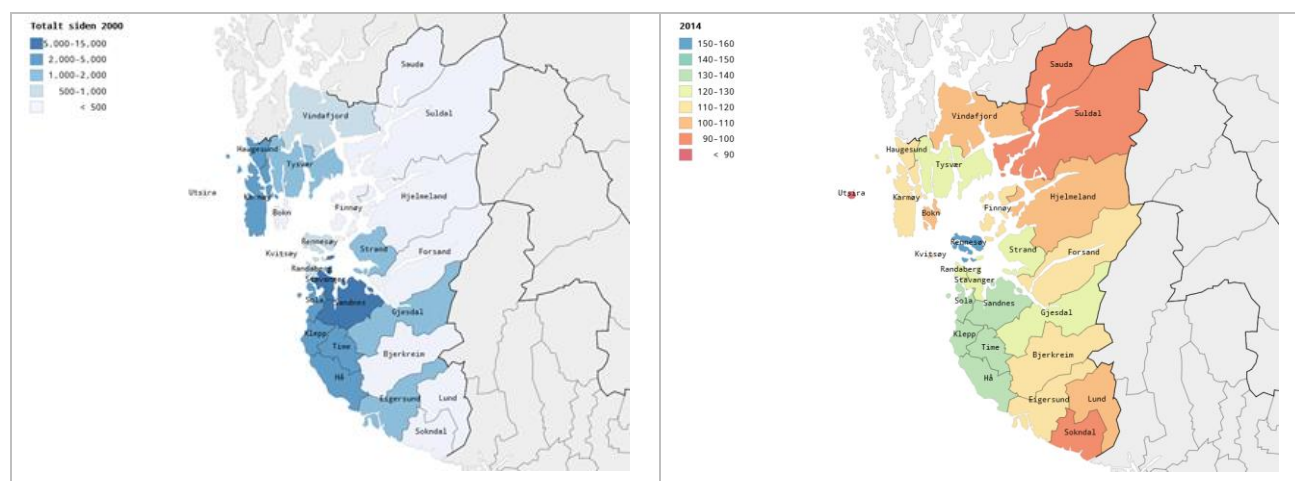 Totalt siden 2000
5,000-15,000
2,000-5,000
1,000-2,000
500-1,000
< 500
Sauda
Suldal
Vindafjord
Haugesund
Tysvær
Utsira
Karmøy
Bokn
Finnøy
Hjelmeland
Rennesøy
Strand
Forsand
Kvitsøy
Randaberg
Stavanger
Sola
Sandnes
Gjesdal
Klepp
Time
Bjerkreim
Hå
Eigersund
Lund
Sokndal
2014
150-160
140-150
130-140
120-130
110-120
100-110
90-100
< 90
Sauda
Suldal
Vindafjord
Haugesund
Tysvær
Utsira
Karmøy
Bokn
Finnøy
Hjelmeland
Rennesøy
Strand
Forsand
Kvitsøy
Randaberg
Stavanger
Sola
Sandnes
Gjesdal
Klepp
Time
Bjerkreim
Hå
Eigersund
Lund
Sokndal